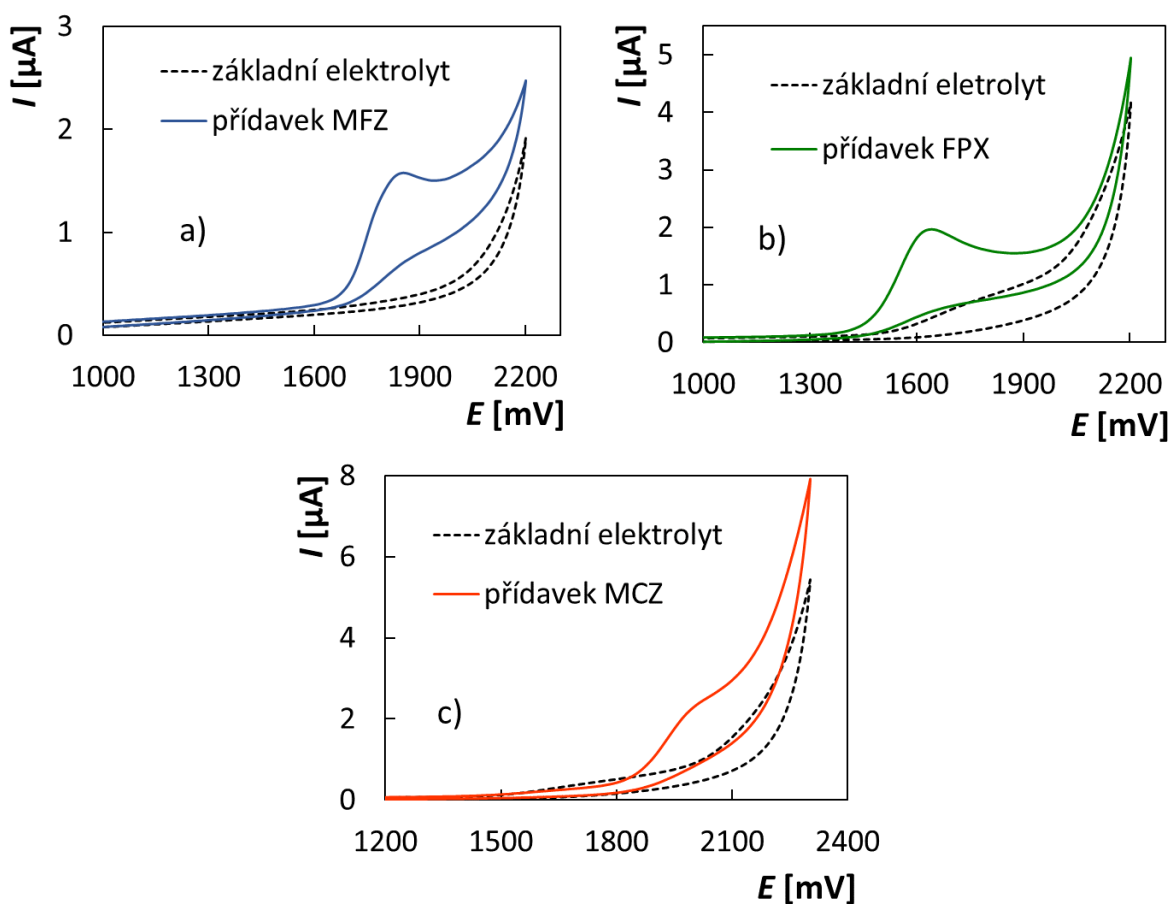 3
2
1
0
I [µA]
základní elektrolyt
přídavek MFZ
a)
1000 1300 1600 1900 2200
E [mV]
5
4
3
2
1
0
I [µA]
základní eletrolyt
přídavek FPX
b)
1000 1300 1600 1900 2200
E [mV]
8
6
4
2
0
I [µA]
základní elektrolyt
přídavek MCZ
c)
1200 1500 1800 2100 2400
E [mV]